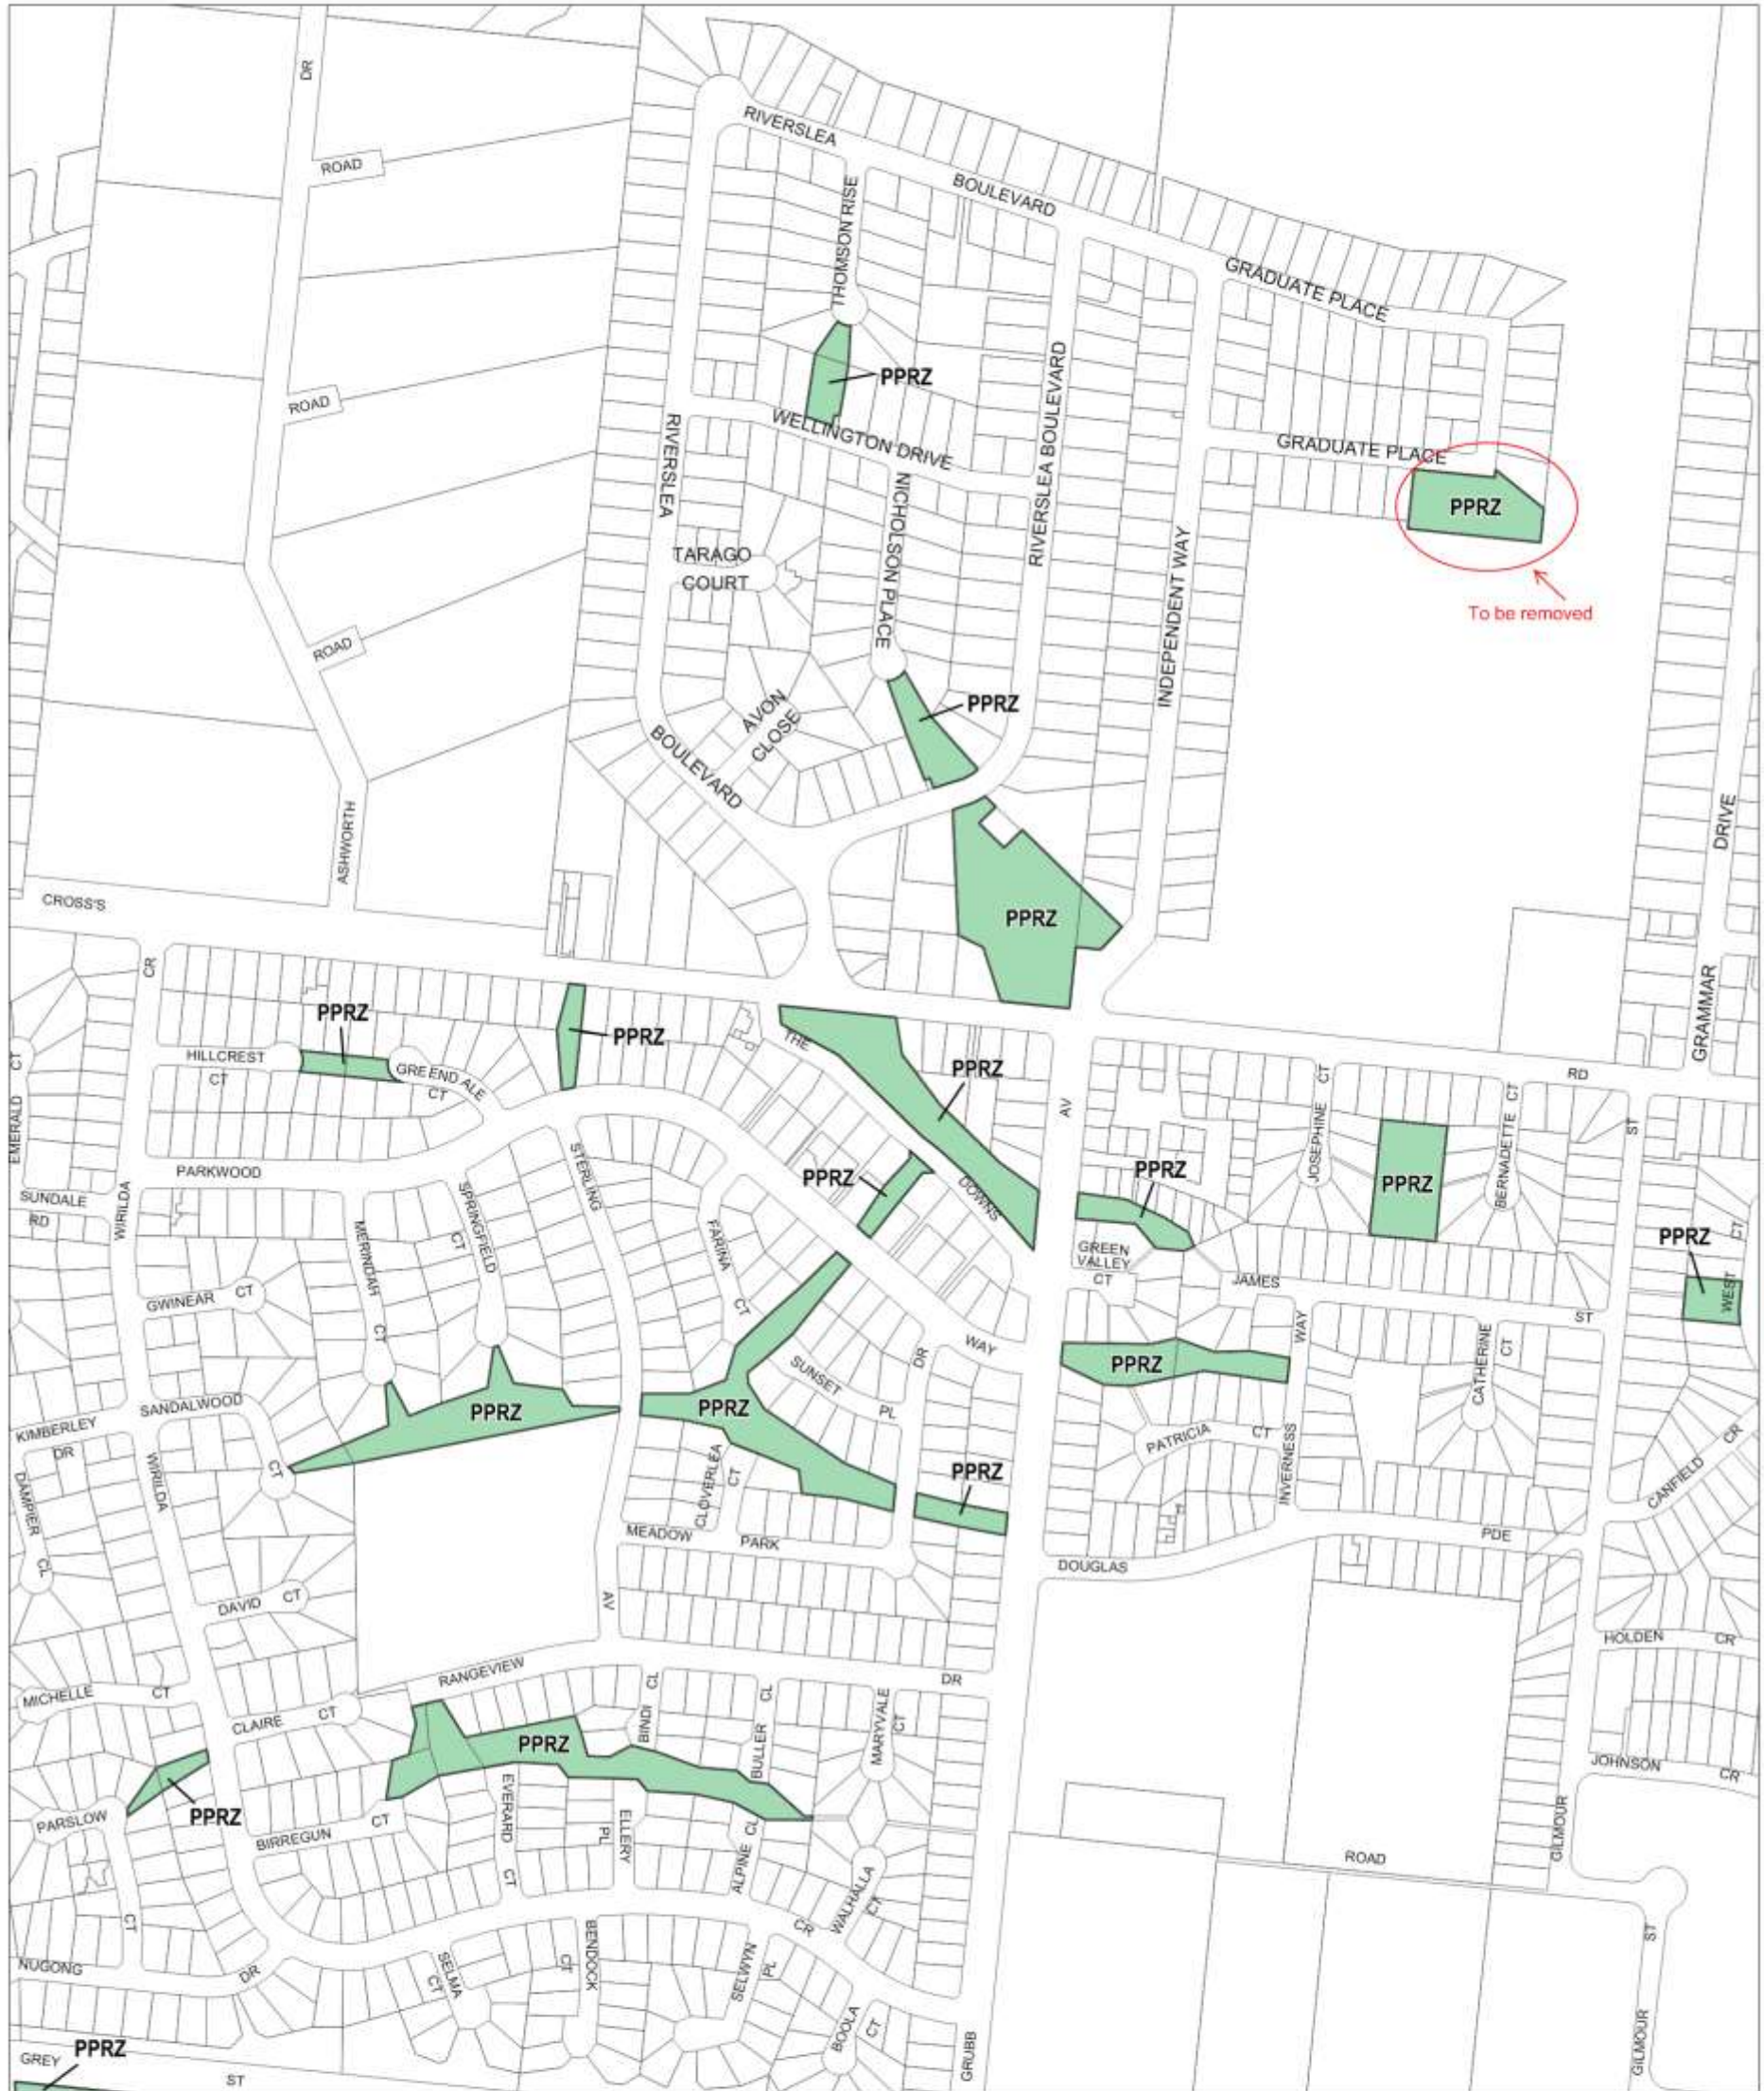 DR
RIVERSLEA
ROAD
BOULEVARD
THOMSON RISE
GRADUATE PLACE
PPRZ
ROAD
RIVERSLEA
WELLINGTON DRIVE
RIVERSLEA BOULEVARD
GRADUATE PLACE
PPRZ
NICHOLSON PLACE
TARAGO
COURT
INDEPENDENT WAY
To be removed
ROAD
PPRZ
AVON
CLOSE
BOULEVARD
ASHWORTH
DRIVE
CROSS'S
PPRZ
CR
PPRZ
PPRZ
THE
GRAMMAR
HILLCREST
CT
GREENDALE
CT
PPRZ
RD
CT
EMERALD
AV
CT
JOSEPHINE
CT
BERNADETTE
ST
PARKWOOD
STERLING
PPRZ
PPRZ
PPRZ
SUNDALE
RD
WIRILDA
SPRINGFIELD
CT
DOWNS
MERINDAH
CT
FARINA
CT
PPRZ
CT
WEST
GREEN
VALLEY
CT
JAMES
ST
GWINEAR CT
WAY
WAY
DR
SUNSET
PL
PPRZ
CATHERINE
CT
SANDALWOOD
CT
PPRZ
PPRZ
KIMBERLEY
DR
PATRICIA CT
INVERNESS
CR
CANFIELD
DAMPIER
CL
WIRILDA
CLOVERLEA
CT
PPRZ
MEADOW PARK
DOUGLAS
PDE
DAVID CT
AV
HOLDEN CR
RANGEVIEW
DR
MICHELLE CT
CLAIRE CT
BINDI
CL
BULLER
CL
MARYVALE
CT
PPRZ
JOHNSON CR
PPRZ
PARSLOW
CT
BIRREGUN CT
EVERARD
CT
ELLERY
PL
ALPINE
CL
GILMOUR
ROAD
WALHALLA
CT
CR
NUGONG
DR
SELMA
CT
CT
BENDOCK
SELWYN
PL
ST
BOOLA
CT
GRUBB
GILMOUR
PPRZ
GREY
ST